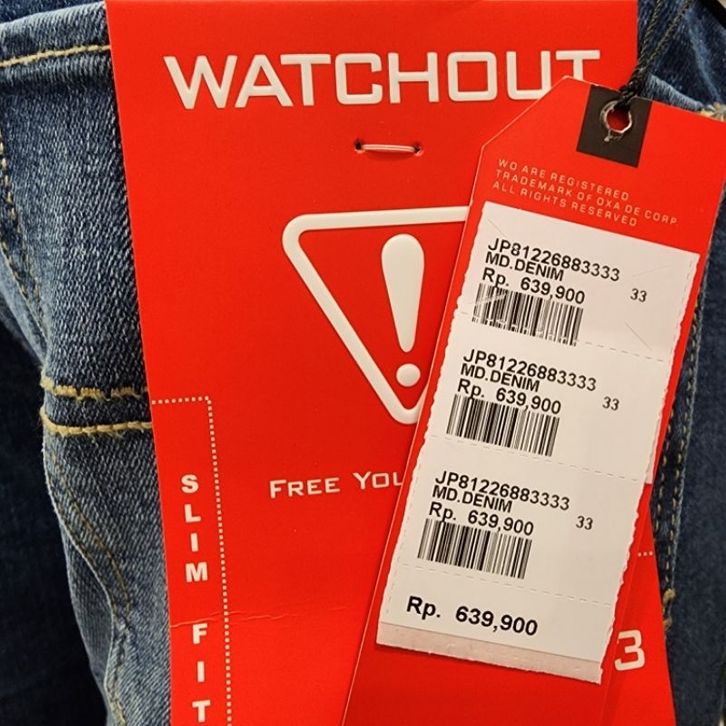 WATCHOUT
WO ARE REGISTERED
TRADEMARK OF OXA DE CORP
ALL RIGHTS RESERVED
JP81226883333 33
MD.DENIM
Rp. 639,900
JP81226883333 33
MD.DENIM
Rp. 639,900
JP81226883333 33
MD.DENIM
Rp. 639,900
Rp. 639,900
FREE YOU
SLIM FIT
3